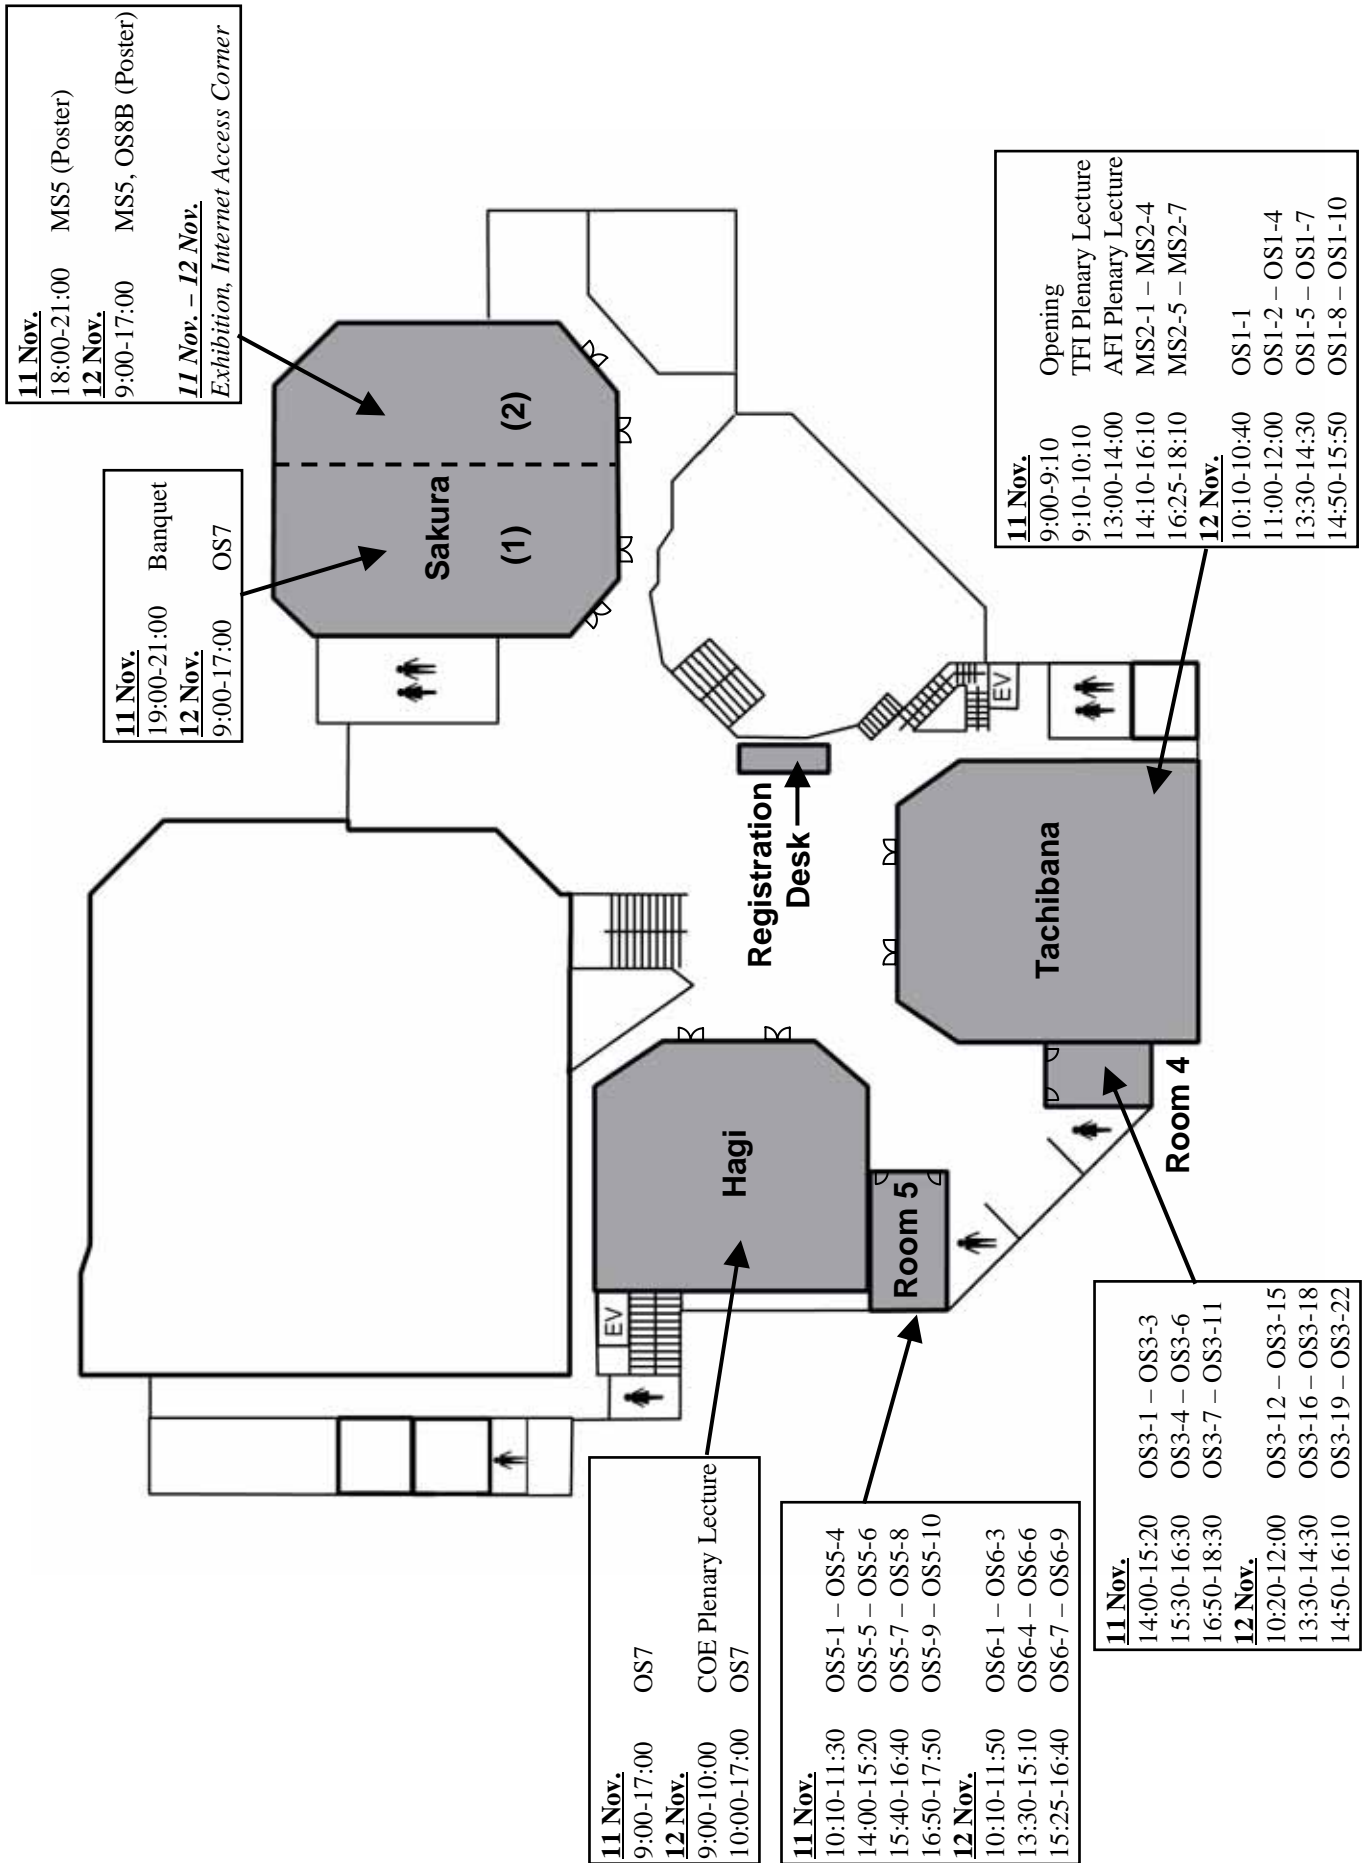 11 Nov.
9:00-17:00 OS7
12 Nov.
9:00-10:00 COE Plenary Lecture
10:00-17:00 OS7
11 Nov.
10:10-11:30 OS5-1 – OS5-4
14:00-15:20 OS5-5 – OS5-6
15:40-16:40 OS5-7 – OS5-8
16:50-17:50 OS5-9 – OS5-10
12 Nov.
10:10-11:50 OS6-1 – OS6-3
13:30-15:10 OS6-4 – OS6-6
15:25-16:40 OS6-7 – OS6-9
11 Nov.
14:00-15:20 OS3-1 – OS3-3
15:30-16:30 OS3-4 – OS3-6
16:50-18:30 OS3-7 – OS3-11
12 Nov.
10:20-12:00 OS3-12 – OS3-15
13:30-14:30 OS3-16 – OS3-18
14:50-16:10 OS3-19 – OS3-22
EV
Hagi
Room 5
Room 4
Tachibana
Registration
Desk
EV
11 Nov.
19:00-21:00 Banquet
12 Nov.
9:00-17:00 OS7
Sakura
(1)
(2)
11 Nov.
18:00-21:00 MS5 (Poster)
12 Nov.
9:00-17:00 MS5, OS8B (Poster)
11 Nov. – 12 Nov.
Exhibition, Internet Access Corner
11 Nov.
9:00-9:10 Opening
9:10-10:10 TFI Plenary Lecture
13:00-14:00 AFI Plenary Lecture
14:10-16:10 MS2-1 – MS2-4
16:25-18:10 MS2-5 – MS2-7
12 Nov.
10:10-10:40 OS1-1
11:00-12:00 OS1-2 – OS1-4
13:30-14:30 OS1-5 – OS1-7
14:50-15:50 OS1-8 – OS1-10